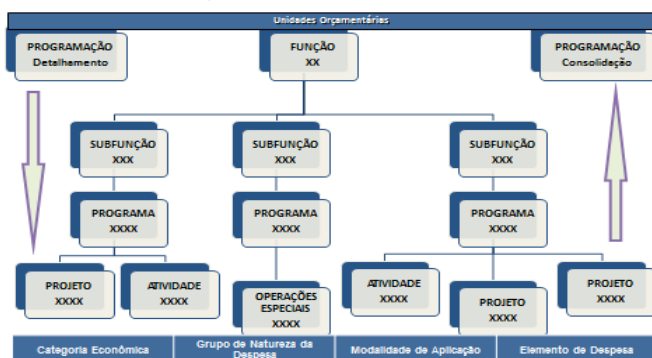 Unidades Orçamentárias
PROGRAMAÇÃO
Detalhamento
FUNÇÃO
XX
PROGRAMAÇÃO
Consolidação
SUBFUNÇÃO
XXX
SUBFUNÇÃO
XXX
SUBFUNÇÃO
XXX
PROGRAMA
XXXX
PROGRAMA
XXXX
PROGRAMA
XXXX
PROJETO
XXXX
ATIVIDADE
XXXX
OPERAÇÕES
ESPECIAIS
XXXX
ATIVIDADE
XXXX
PROJETO
XXXX
PROJETO
XXXX
Categoria Econômica
Grupo de Natureza da
Despesa
Modalidade de Aplicação
Elemento de Despesa